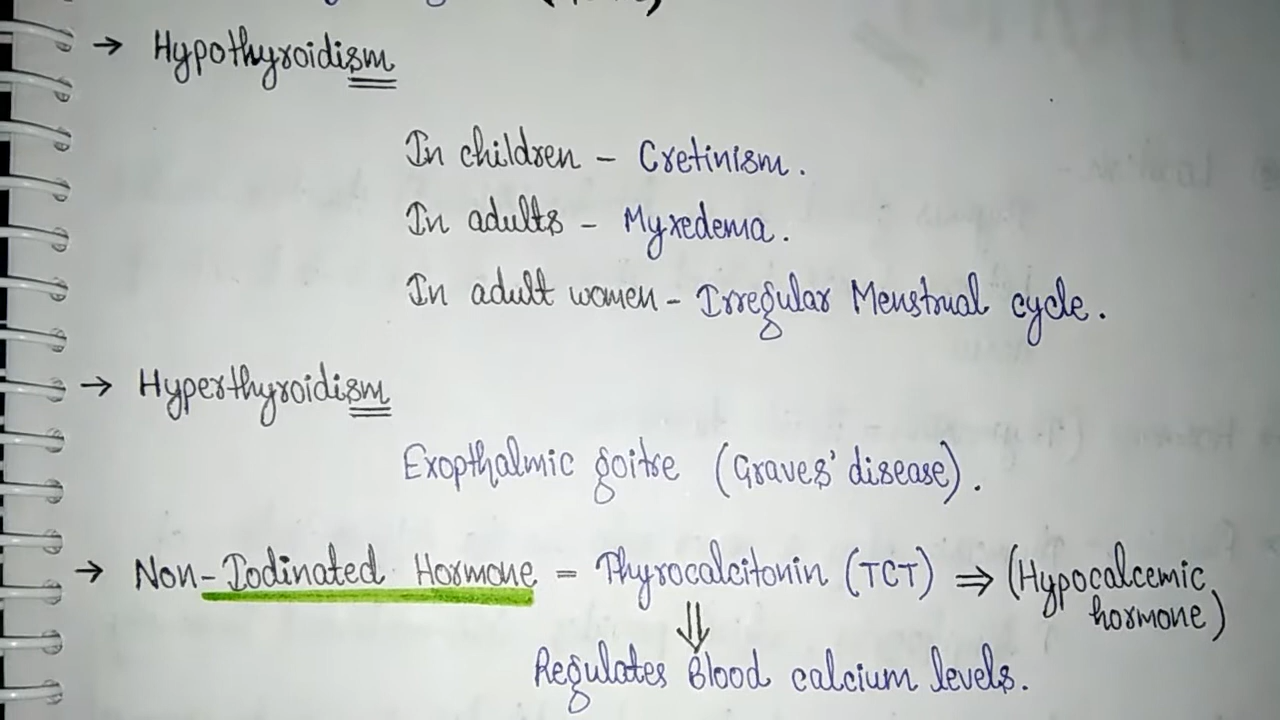 → Hypothyroidism
In children - Cretinism.
In adults - Myxedema.
In adult women - Irregular Menstrual cycle.
→ Hyperthyroidism
Exopthalmic goitre (Graves' disease).
→ Non-Iodinated Hormone = Thyrocalcitonin (TCT) ⇒ (Hypocalcemic
hormone)
⇓
Regulates Blood calcium levels.